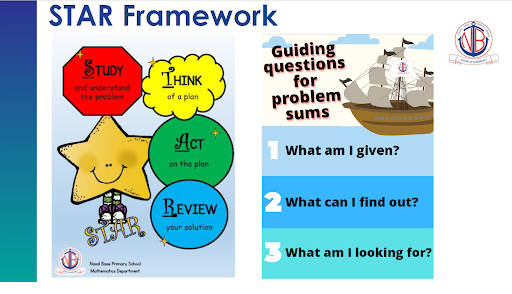 STAR Framework
STUDY
and understand
the problem
THINK
of a plan
ACT
on the plan
REVIEW
your solution
STAR
Naval Base Primary School
Mathematics Department
Guiding
questions
for
problem
sums
1 What am I given?
2 What can I find out?
3 What am I looking for?
NB